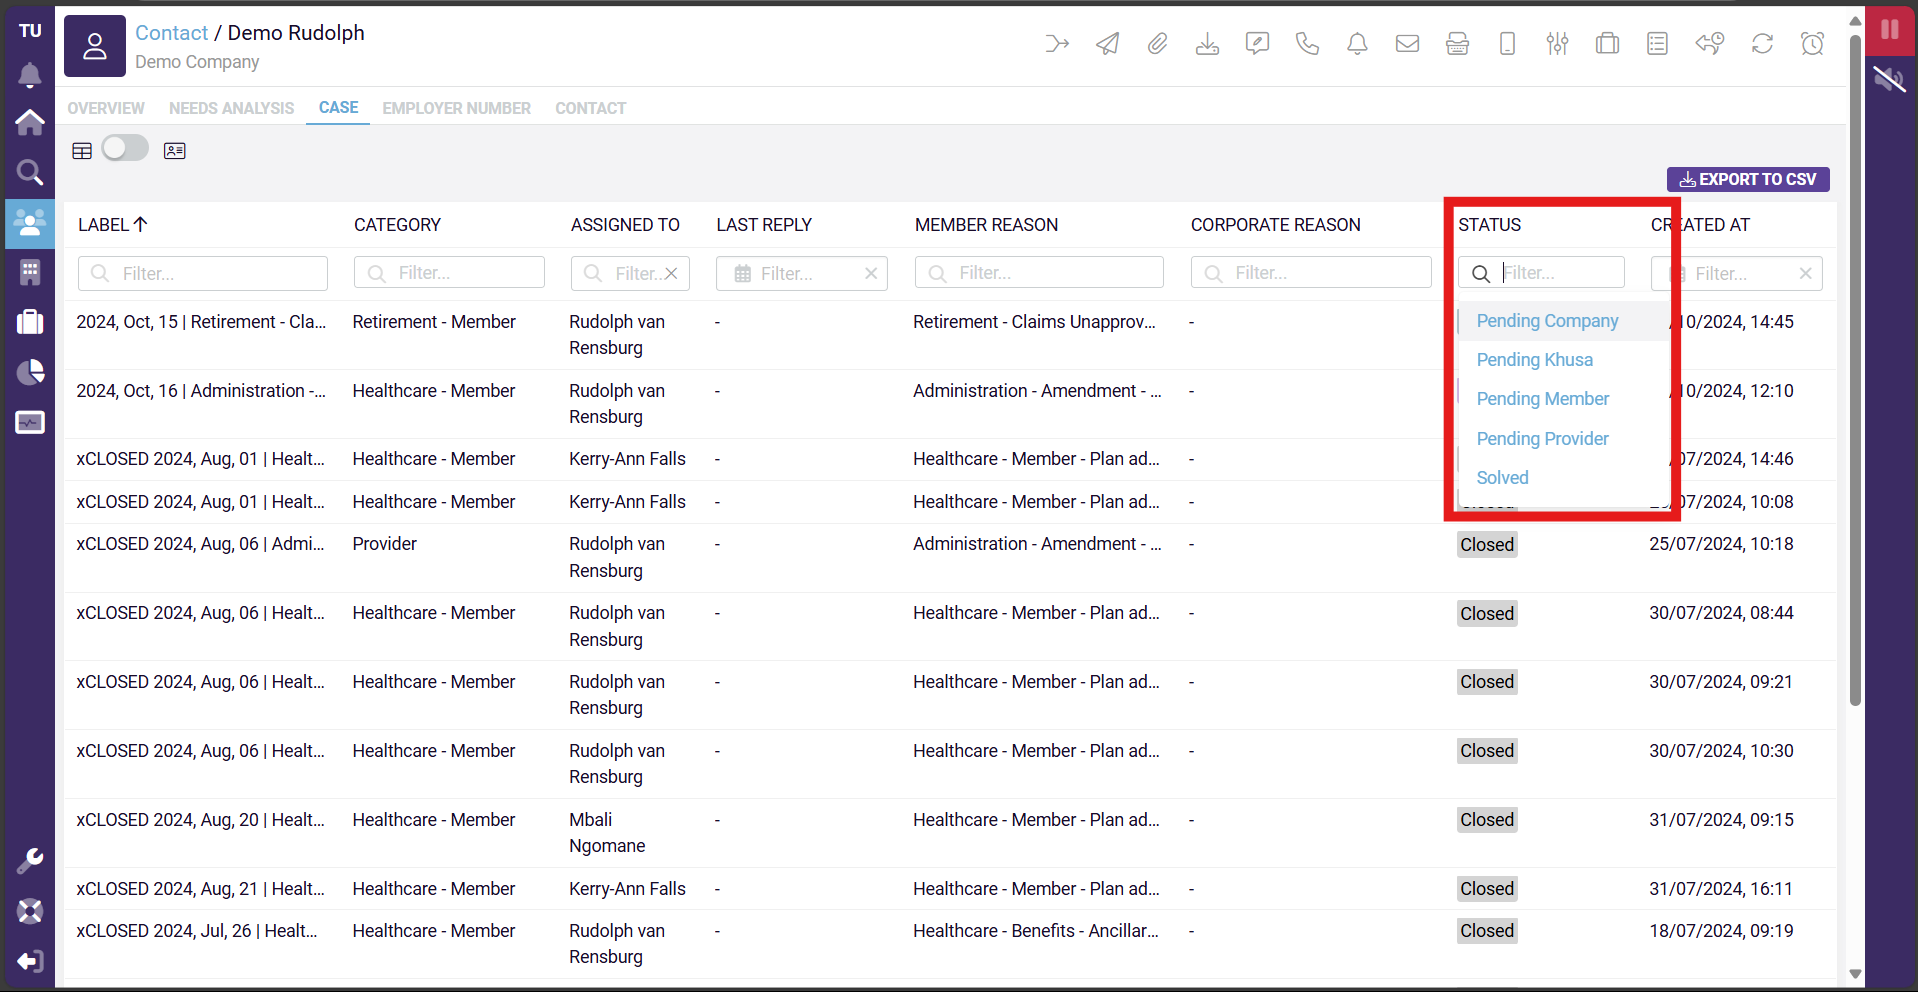 TU
Contact / Demo Rudolph
Demo Company
OVERVIEW NEEDS ANALYSIS CASE EMPLOYER NUMBER CONTACT
EXPORT TO CSV
LABEL CATEGORY ASSIGNED TO LAST REPLY MEMBER REASON CORPORATE REASON STATUS CREATED AT
Filter... Filter... Filter... Filter... Filter... Filter... Filter... Filter...
2024, Oct, 15 | Retirement - Cla... Retirement - Member Rudolph van Rensburg - Retirement - Claims Unapprov... - /10/2024, 14:45
2024, Oct, 16 | Administration -... Healthcare - Member Rudolph van Rensburg - Administration - Amendment - ... - /10/2024, 12:10
xCLOSED 2024, Aug, 01 | Healt... Healthcare - Member Kerry-Ann Falls - Healthcare - Member - Plan ad... - /07/2024, 14:46
xCLOSED 2024, Aug, 01 | Healt... Healthcare - Member Kerry-Ann Falls - Healthcare - Member - Plan ad... - Closed /07/2024, 10:08
Pending Company
Pending Khusa
Pending Member
Pending Provider
Solved
xCLOSED 2024, Aug, 06 | Admi... Provider Rudolph van Rensburg - Administration - Amendment - ... - Closed 25/07/2024, 10:18
xCLOSED 2024, Aug, 06 | Healt... Healthcare - Member Rudolph van Rensburg - Healthcare - Member - Plan ad... - Closed 30/07/2024, 08:44
xCLOSED 2024, Aug, 06 | Healt... Healthcare - Member Rudolph van Rensburg - Healthcare - Member - Plan ad... - Closed 30/07/2024, 09:21
xCLOSED 2024, Aug, 06 | Healt... Healthcare - Member Rudolph van Rensburg - Healthcare - Member - Plan ad... - Closed 30/07/2024, 10:30
xCLOSED 2024, Aug, 20 | Healt... Healthcare - Member Mbali Ngomane - Healthcare - Member - Plan ad... - Closed 31/07/2024, 09:15
xCLOSED 2024, Aug, 21 | Healt... Healthcare - Member Kerry-Ann Falls - Healthcare - Member - Plan ad... - Closed 31/07/2024, 16:11
xCLOSED 2024, Jul, 26 | Healt... Healthcare - Member Rudolph van Rensburg - Healthcare - Benefits - Ancillar... - Closed 18/07/2024, 09:19